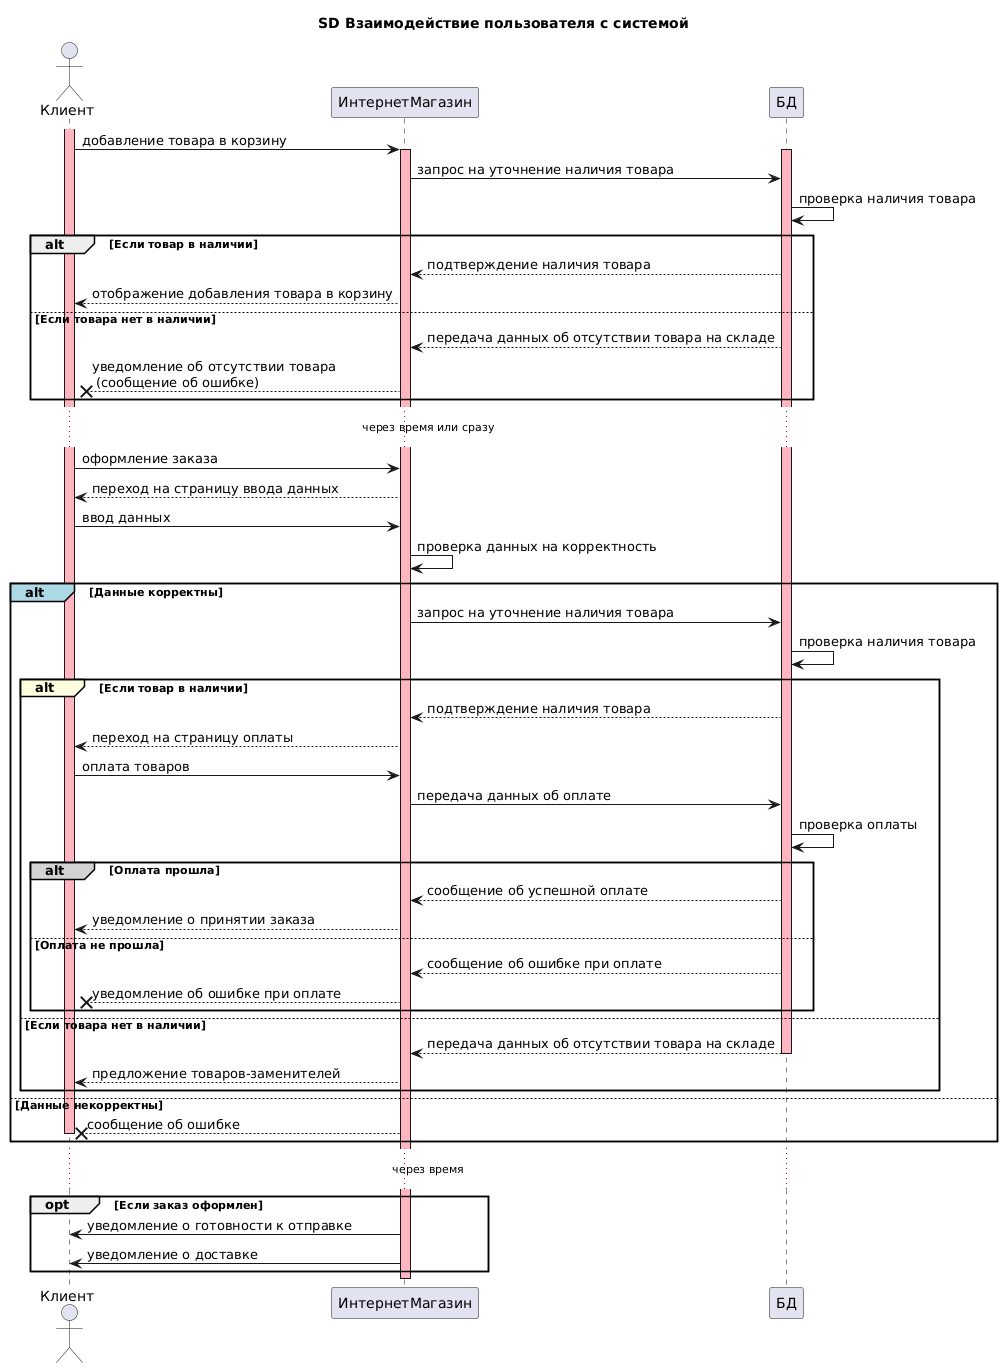 SD Взаимодействие пользователя с системой
Клиент
ИнтернетМагазин
БД
добавление товара в корзину
запрос на уточнение наличия товара
проверка наличия товара
alt
[Если товар в наличии]
подтверждение наличия товара
отображение добавления товара в корзину
[Если товара нет в наличии]
передача данных об отсутствии товара на складе
уведомление об отсутствии товара
(сообщение об ошибке)
через время или сразу
оформление заказа
переход на страницу ввода данных
ввод данных
проверка данных на корректность
alt
[Данные корректны]
запрос на уточнение наличия товара
проверка наличия товара
alt
[Если товар в наличии]
подтверждение наличия товара
переход на страницу оплаты
оплата товаров
передача данных об оплате
проверка оплаты
alt
[Оплата прошла]
сообщение об успешной оплате
уведомление о принятии заказа
[Оплата не прошла]
сообщение об ошибке при оплате
уведомление об ошибке при оплате
[Если товара нет в наличии]
передача данных об отсутствии товара на складе
предложение товаров-заменителей
[Данные некорректны]
сообщение об ошибке
через время
opt
[Если заказ оформлен]
уведомление о готовности к отправке
уведомление о доставке
Клиент
ИнтернетМагазин
БД